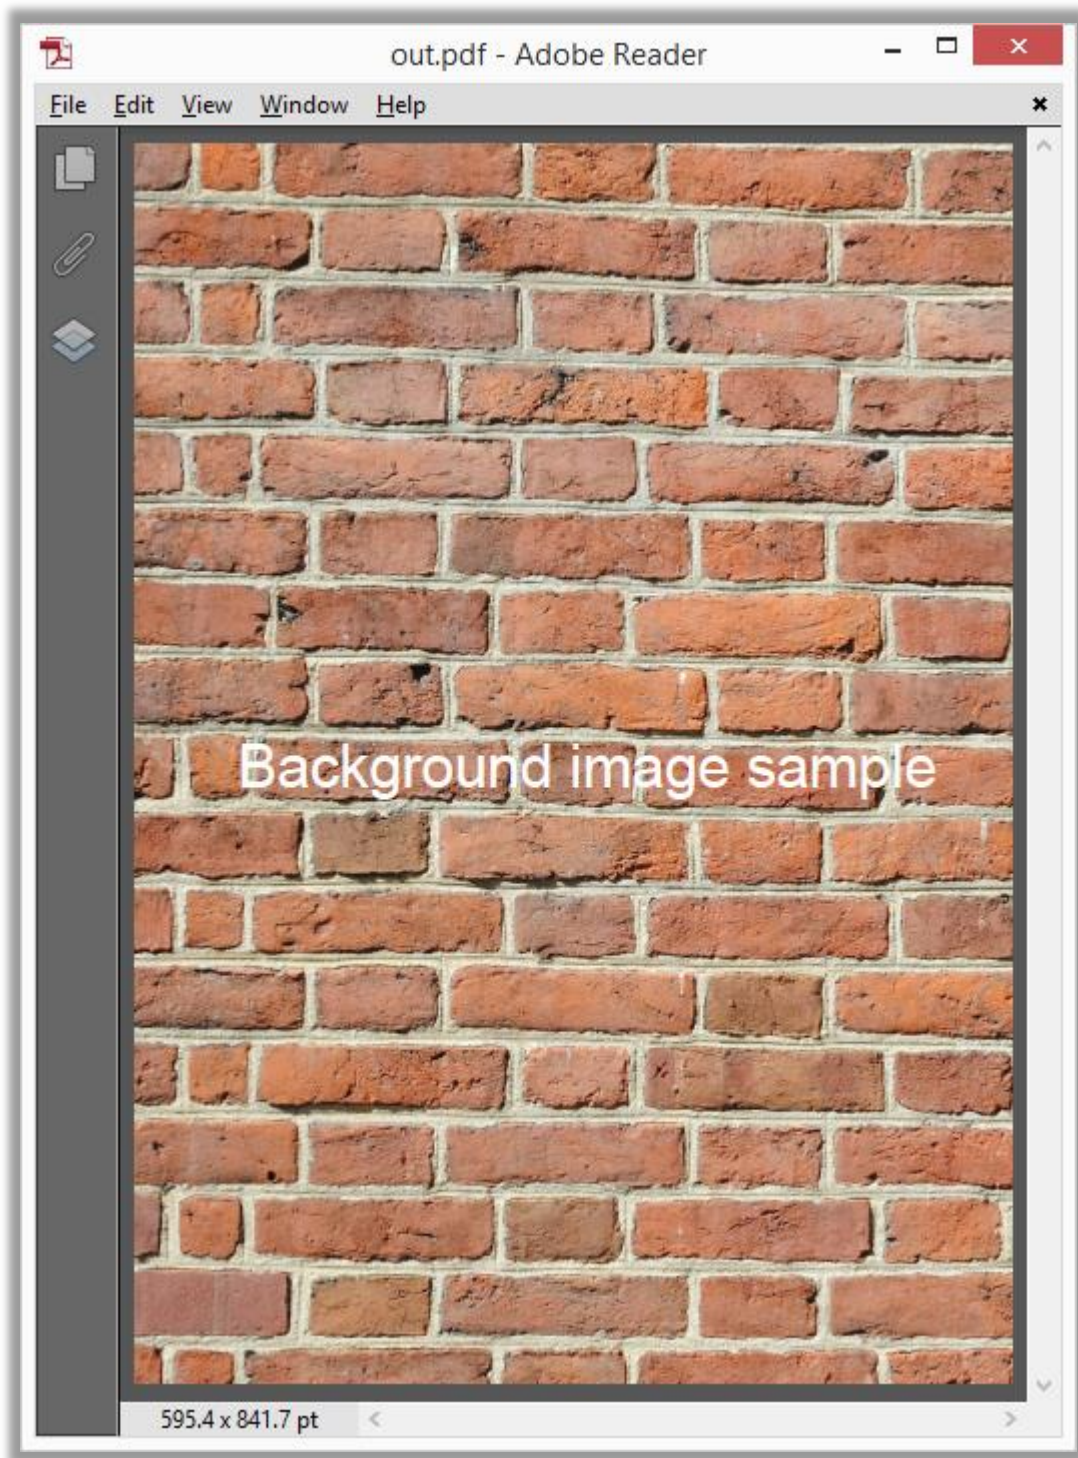 out.pdf - Adobe Reader
File Edit View Window Help
Background image sample
595.4 x 841.7 pt